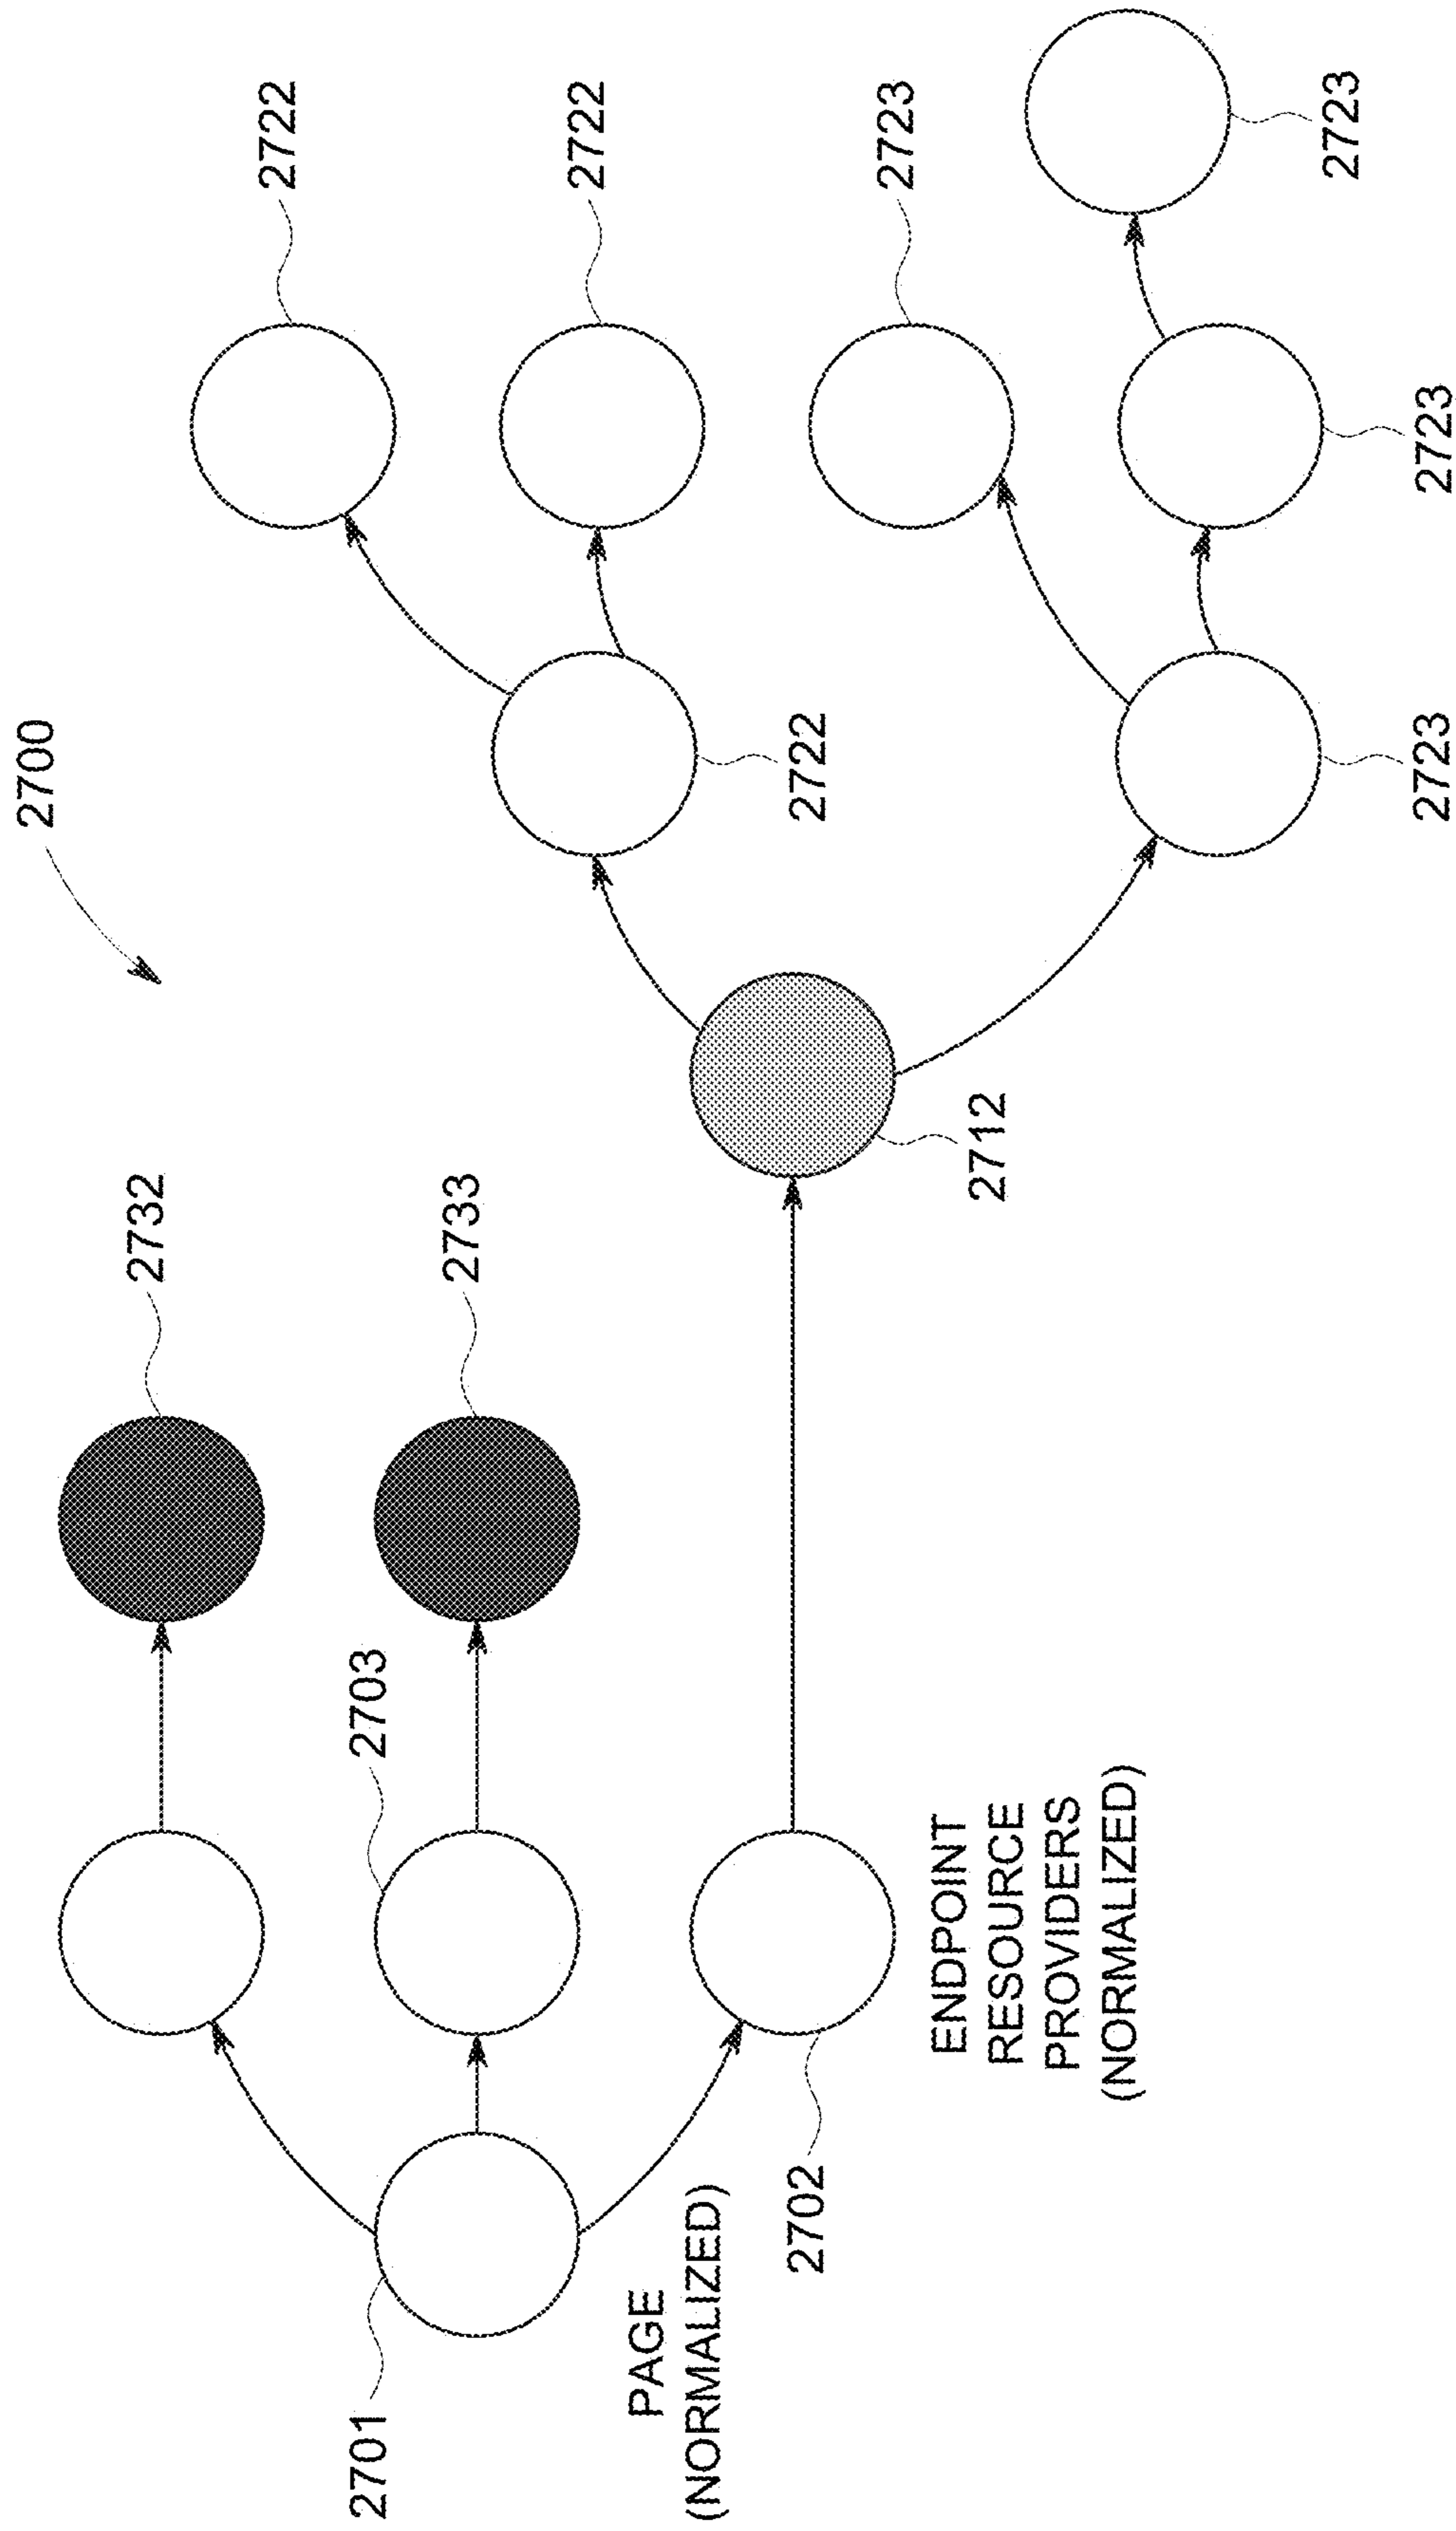 2700
2732
2722
2701
2703
2733
2722
PAGE
(NORMALIZED)
2702
2722
2723
ENDPOINT
RESOURCE
PROVIDERS
(NORMALIZED)
2712
2723
2723
2723